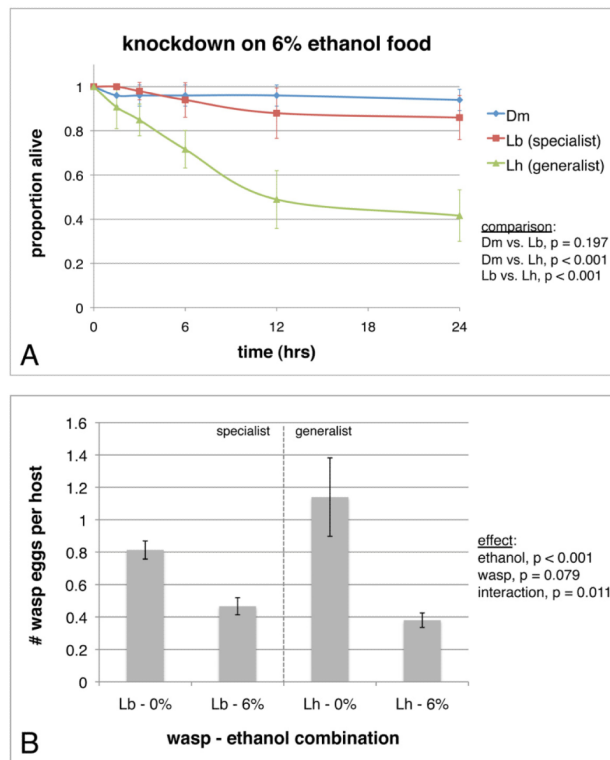 knockdown on 6% ethanol food
1
0.8
0.6
0.4
0.2
0
proportion alive
0 6 12 18 24
time (hrs)
Dm
Lb (specialist)
Lh (generalist)
comparison:
Dm vs. Lb, p = 0.197
Dm vs. Lh, p < 0.001
Lb vs. Lh, p < 0.001
A
1.6
1.4
1.2
1
0.8
0.6
0.4
0.2
0
# wasp eggs per host
specialist generalist
Lb - 0% Lb - 6% Lh - 0% Lh - 6%
wasp - ethanol combination
effect:
ethanol, p < 0.001
wasp, p = 0.079
interaction, p = 0.011
B